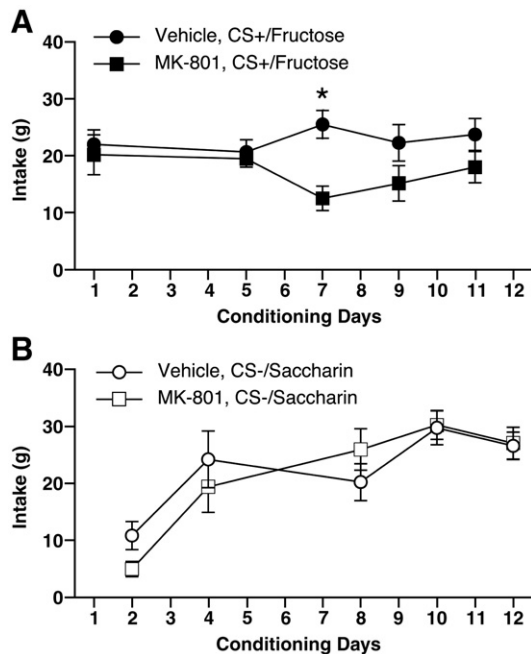 A
Vehicle, CS+/Fructose
MK-801, CS+/Fructose
*
40
30
20
10
0
Intake (g)
1 2 3 4 5 6 7 8 9 10 11 12
Conditioning Days
B
Vehicle, CS-/Saccharin
MK-801, CS-/Saccharin
40
30
20
10
0
Intake (g)
1 2 3 4 5 6 7 8 9 10 11 12
Conditioning Days